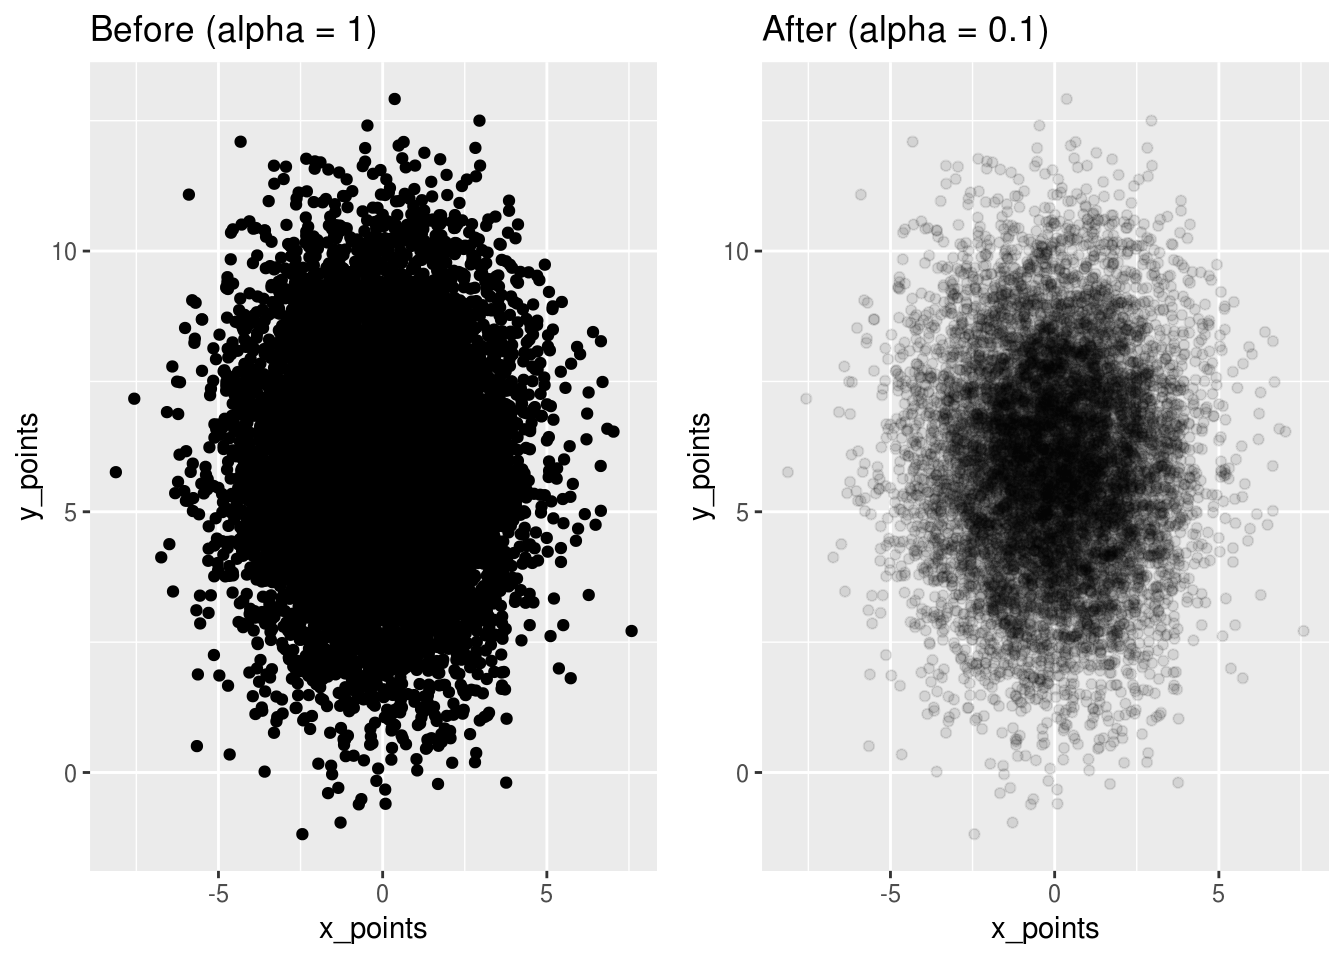 Before (alpha = 1)
10
5
0
y_points
-5
0
5
x_points
After (alpha = 0.1)
10
5
0
y_points
-5
0
5
x_points